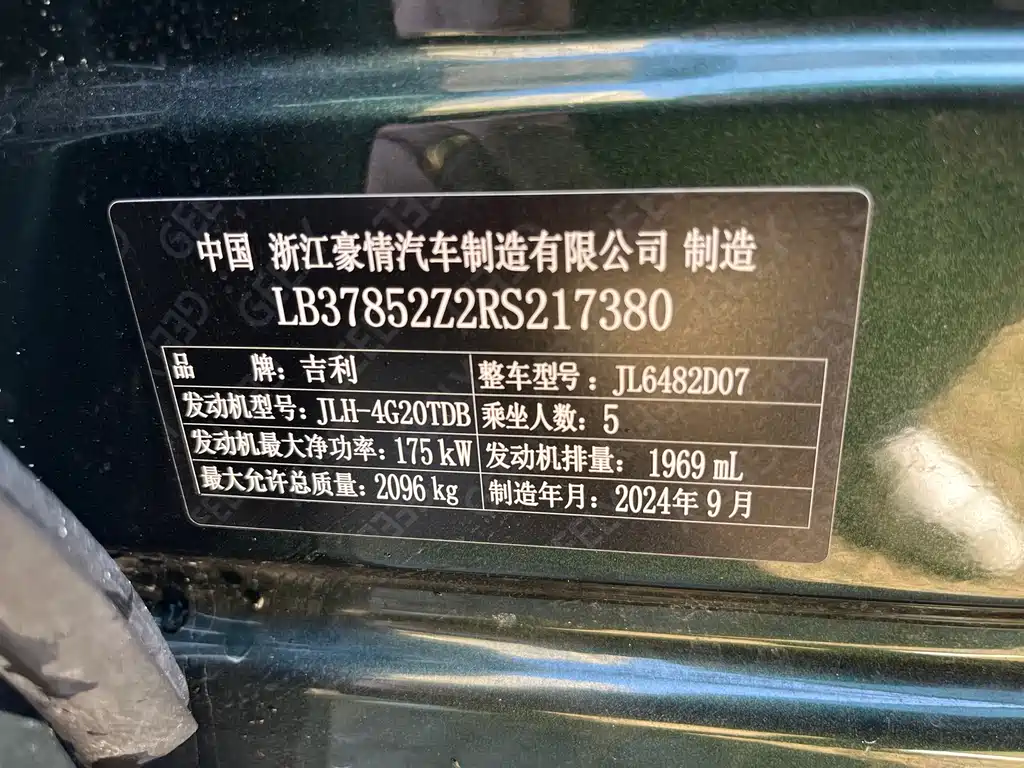 中国 浙江豪情汽车制造有限公司 制造
LB37852Z2RS217380
品 牌: 吉利 整车型号: JL6482D07
发动机型号: JLH-4G20TDB 乘坐人数: 5
发动机最大净功率: 175 kW 发动机排量: 1969 mL
最大允许总质量: 2096 kg 制造年月: 2024年9月